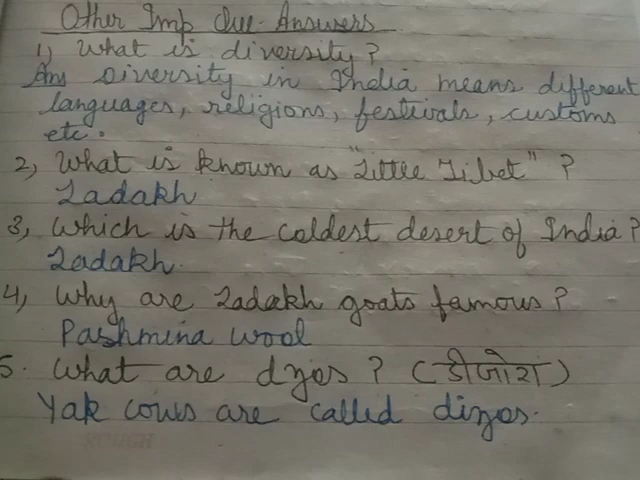 Other Imp Que-Answers
1) What is diversity?
Ans Diversity in India means different
languages, religions, festivals, customs
etc.
2, What is known as "Little Tibet"?
Ladakh
3, Which is the coldest desert of India?
Ladakh.
4, Why are Ladakh goats famous?
Pashmina wool
5. What are dzos? (डीजोरा)
Yak cows are called dizos.